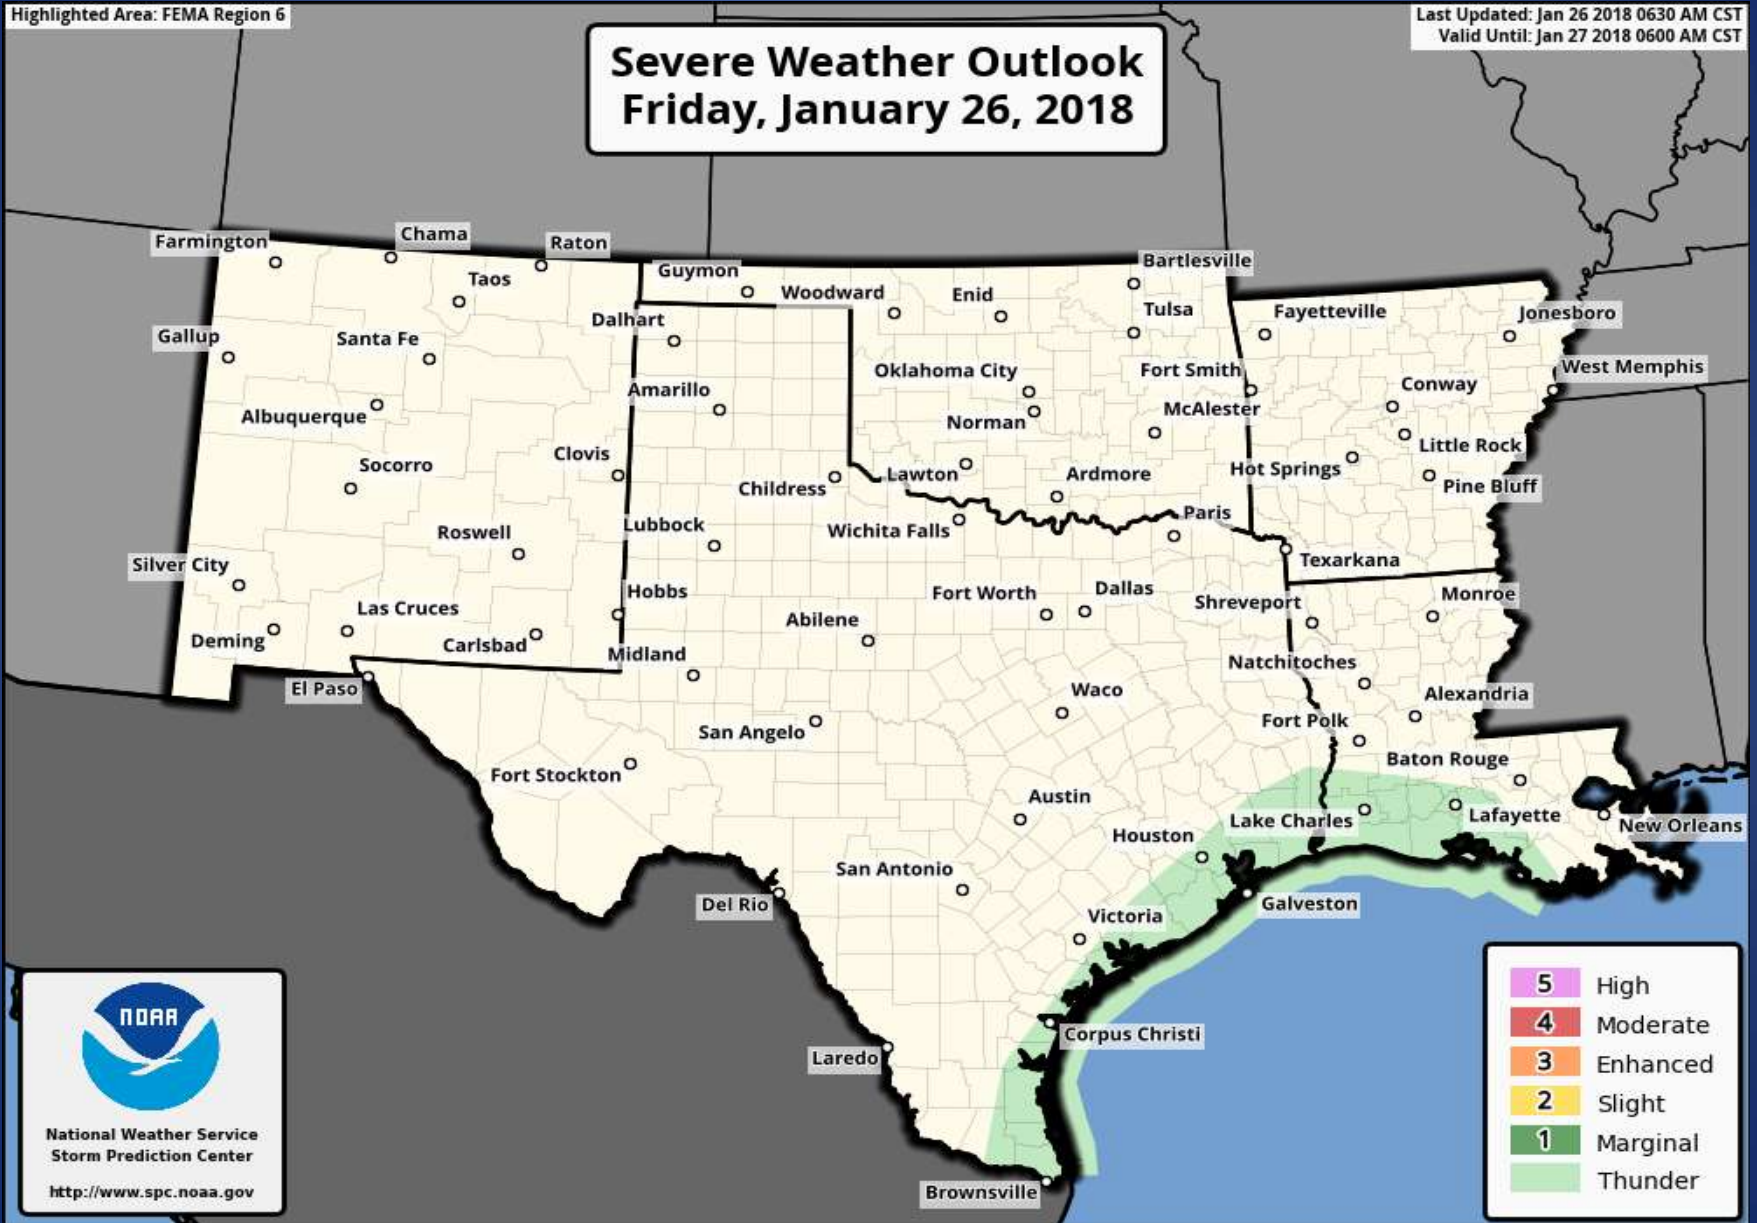 Highlighted Area: FEMA Region 6
Last Updated: Jan 26 2018 0630 AM CST
Valid Until: Jan 27 2018 0600 AM CST
Severe Weather Outlook
Friday, January 26, 2018
Farmington
Chama
Raton
Taos
Guymon
Woodward
Enid
Bartlesville
Tulsa
Fayetteville
Jonesboro
Gallup
Santa Fe
Dalhart
Oklahoma City
Fort Smith
West Memphis
Albuquerque
Amarillo
Norman
McAlester
Conway
Socorro
Clovis
Childress
Lawton
Ardmore
Hot Springs
Little Rock
Pine Bluff
Roswell
Lubbock
Wichita Falls
Paris
Texarkana
Silver City
Las Cruces
Hobbs
Abilene
Fort Worth
Dallas
Shreveport
Monroe
Deming
Carlsbad
Midland
Natchitoches
El Paso
San Angelo
Waco
Fort Polk
Alexandria
Fort Stockton
Austin
Baton Rouge
Houston
Lake Charles
Lafayette
New Orleans
San Antonio
Del Rio
Victoria
Galveston
Corpus Christi
Laredo
Brownsville
NOAA
National Weather Service
Storm Prediction Center
http://www.spc.noaa.gov
5 High
4 Moderate
3 Enhanced
2 Slight
1 Marginal
Thunder